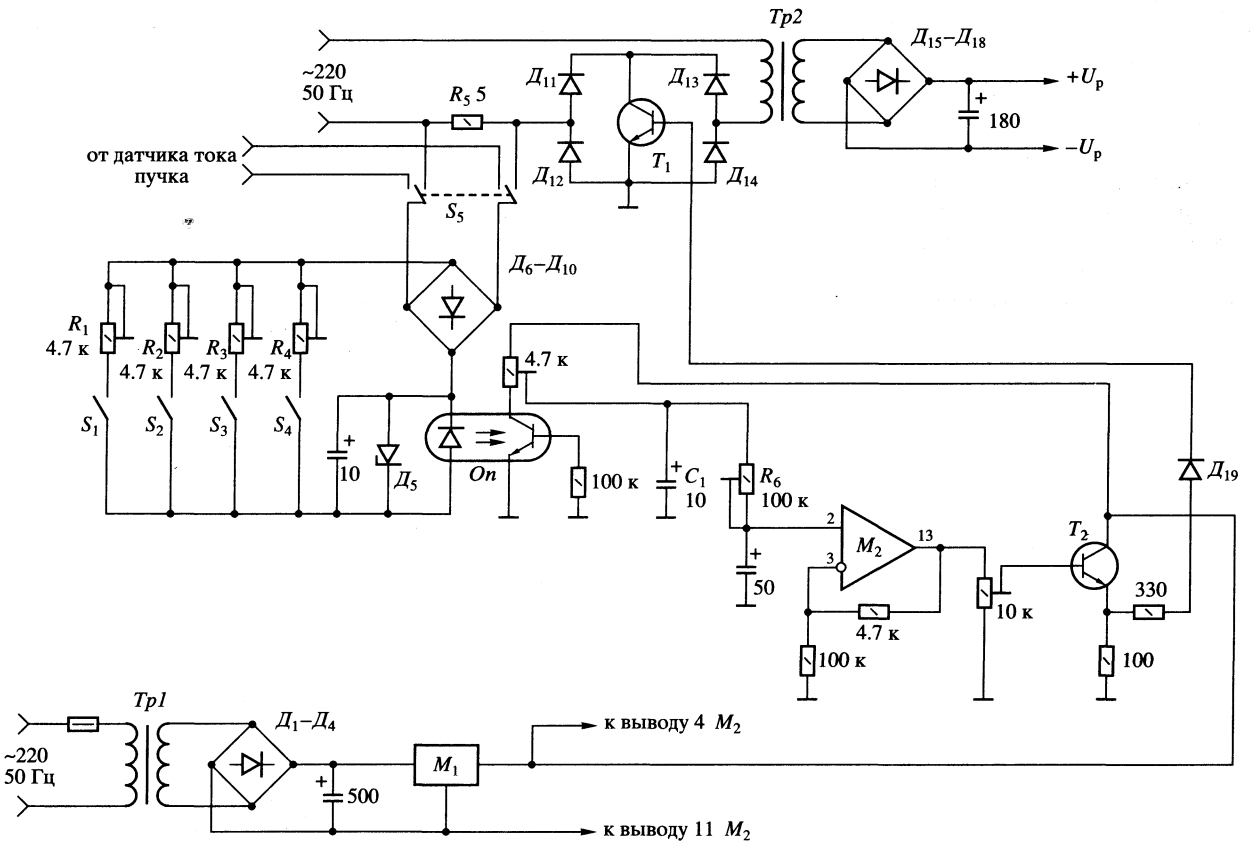 Тр2
Д15−Д18
~220
50 Гц
R5 5
Д11
Д13
+Uр
+
180
−Uр
T1
Д12
Д14
от датчика тока
пучка
S5
Д6−Д10
R1
4.7 к
R2
4.7 к
R3
4.7 к
R4
4.7 к
4.7 к
S1
S2
S3
S4
+
10
Д5
Оп
100 к
+
C1
10
R6
100 к
Д19
2
3
M2
13
T2
+
50
4.7 к
100 к
10 к
330
100
Тр1
Д1−Д4
~220
50 Гц
+
500
M1
к выводу 4 M2
к выводу 11 M2